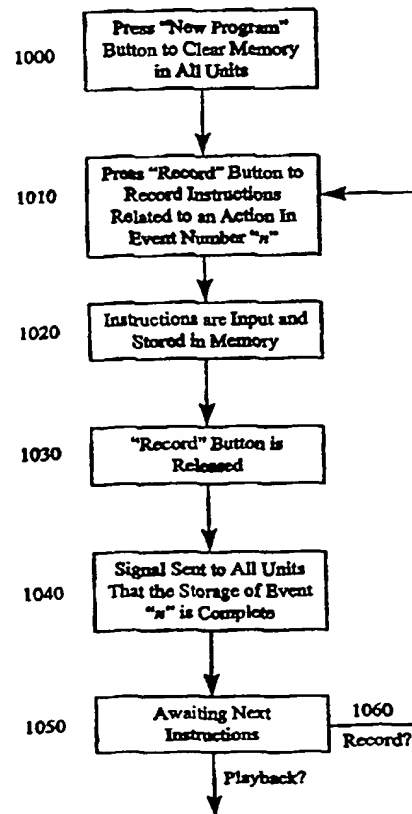 1000
Press "New Program"
Button to Clear Memory
in All Units
1010
Press "Record" Button to
Record Instructions
Related to an Action In
Event Number "n"
1020
Instructions are Input and
Stored in Memory
1030
"Record" Button is
Released
1040
Signal Sent to All Units
That the Storage of Event
"n" is Complete
1050
Awaiting Next
Instructions
1060
Record?
Playback?